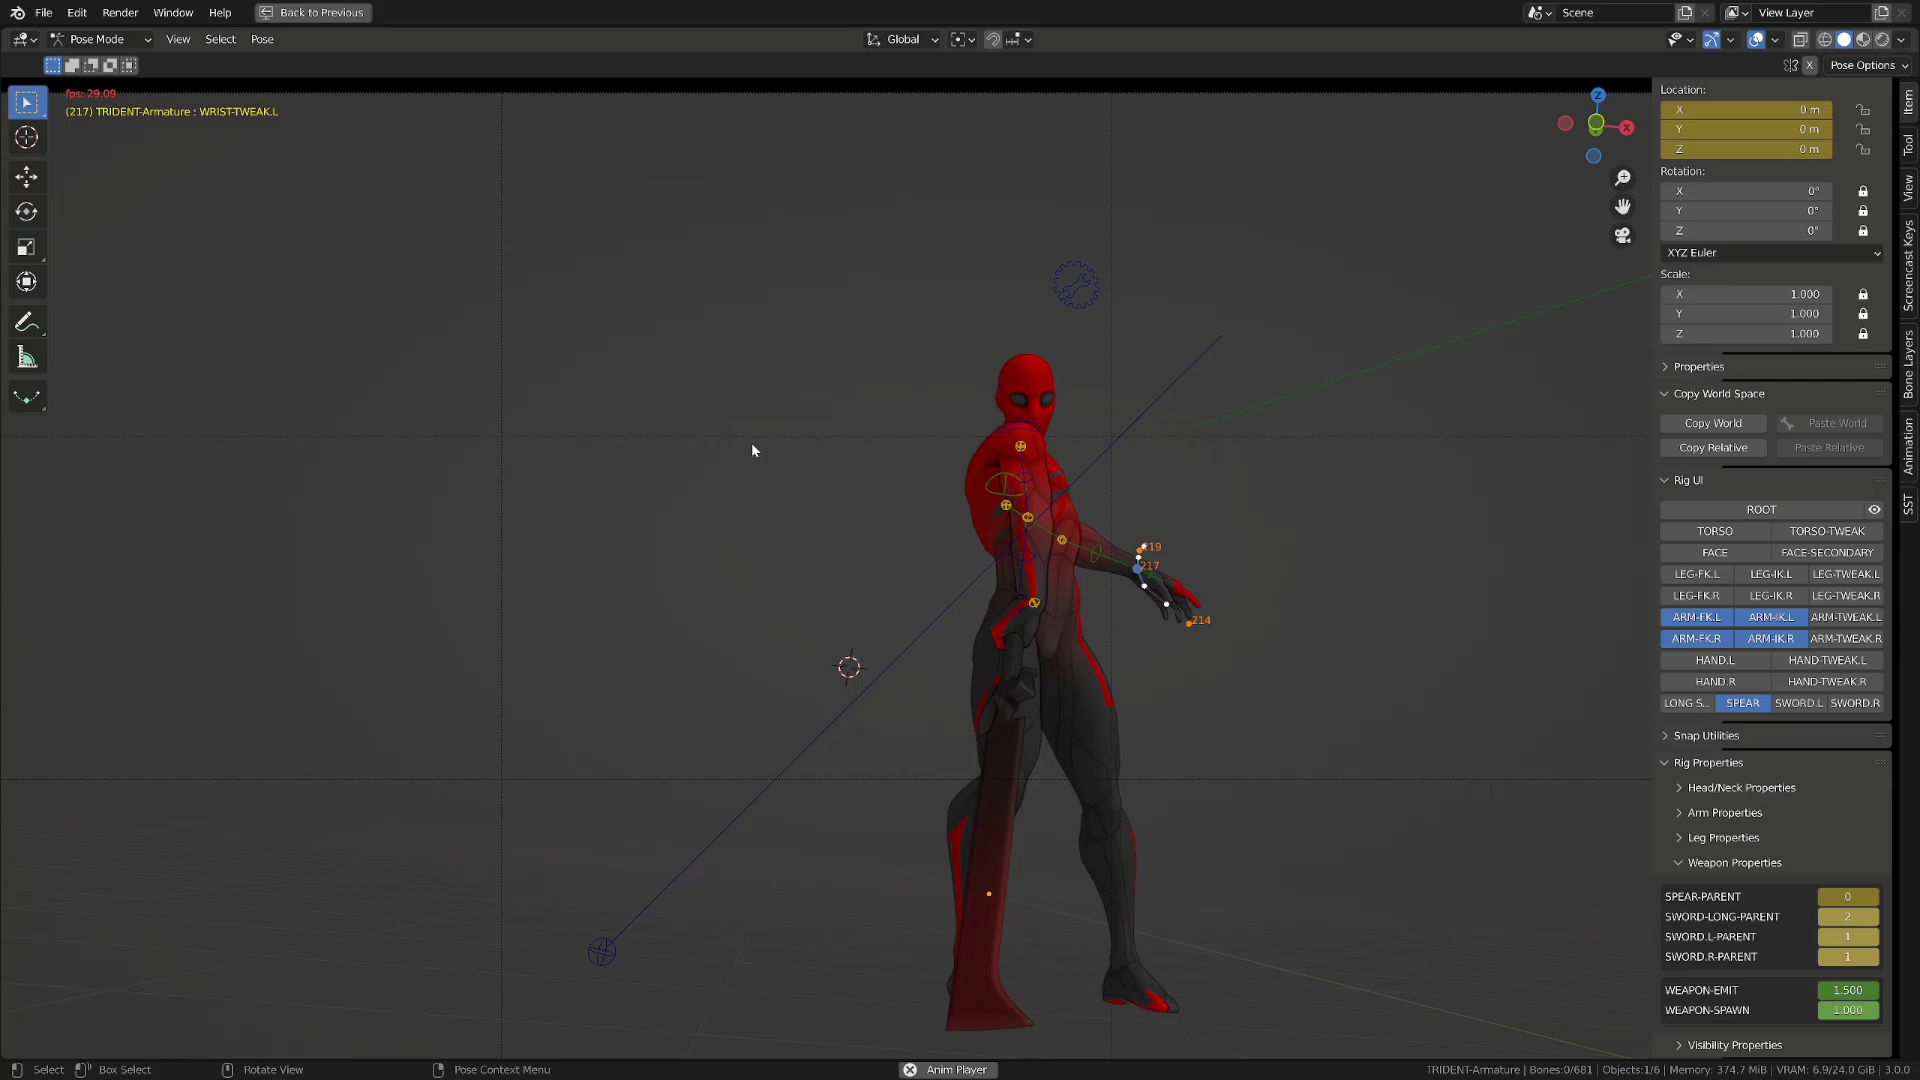 File Edit Render Window Help Back to Previous Scene View Layer
Pose Mode View Select Pose Global
X Pose Options
fps: 29.09
(217) TRIDENT-Armature : WRIST-TWEAK.L
Z
X
219
217
214
Location:
X 0 m
Y 0 m
Z 0 m
Rotation:
X 0°
Y 0°
Z 0°
XYZ Euler
Scale:
X 1.000
Y 1.000
Z 1.000
Properties
Copy World Space
Copy World Paste World
Copy Relative Paste Relative
Rig UI
ROOT
TORSO TORSO-TWEAK
FACE FACE-SECONDARY
LEG-FK.L LEG-IK.L LEG-TWEAK.L
LEG-FK.R LEG-IK.R LEG-TWEAK.R
ARM-FK.L ARM-IK.L ARM-TWEAK.L
ARM-FK.R ARM-IK.R ARM-TWEAK.R
HAND.L HAND-TWEAK.L
HAND.R HAND-TWEAK.R
LONG S... SPEAR SWORD.L SWORD.R
Snap Utilities
Rig Properties
Head/Neck Properties
Arm Properties
Leg Properties
Weapon Properties
SPEAR-PARENT 0
SWORD-LONG-PARENT 2
SWORD.L-PARENT 1
SWORD.R-PARENT 1
WEAPON-EMIT 1.500
WEAPON-SPAWN 1.000
Visibility Properties
Item
Tool
View
Screencast Keys
Bone Layers
Animation
SST
Select Box Select Rotate View Pose Context Menu Anim Player TRIDENT-Armature | Bones:0/681 | Objects:1/6 | Memory: 374.7 MiB | VRAM: 6.9/24.0 GiB | 3.0.0